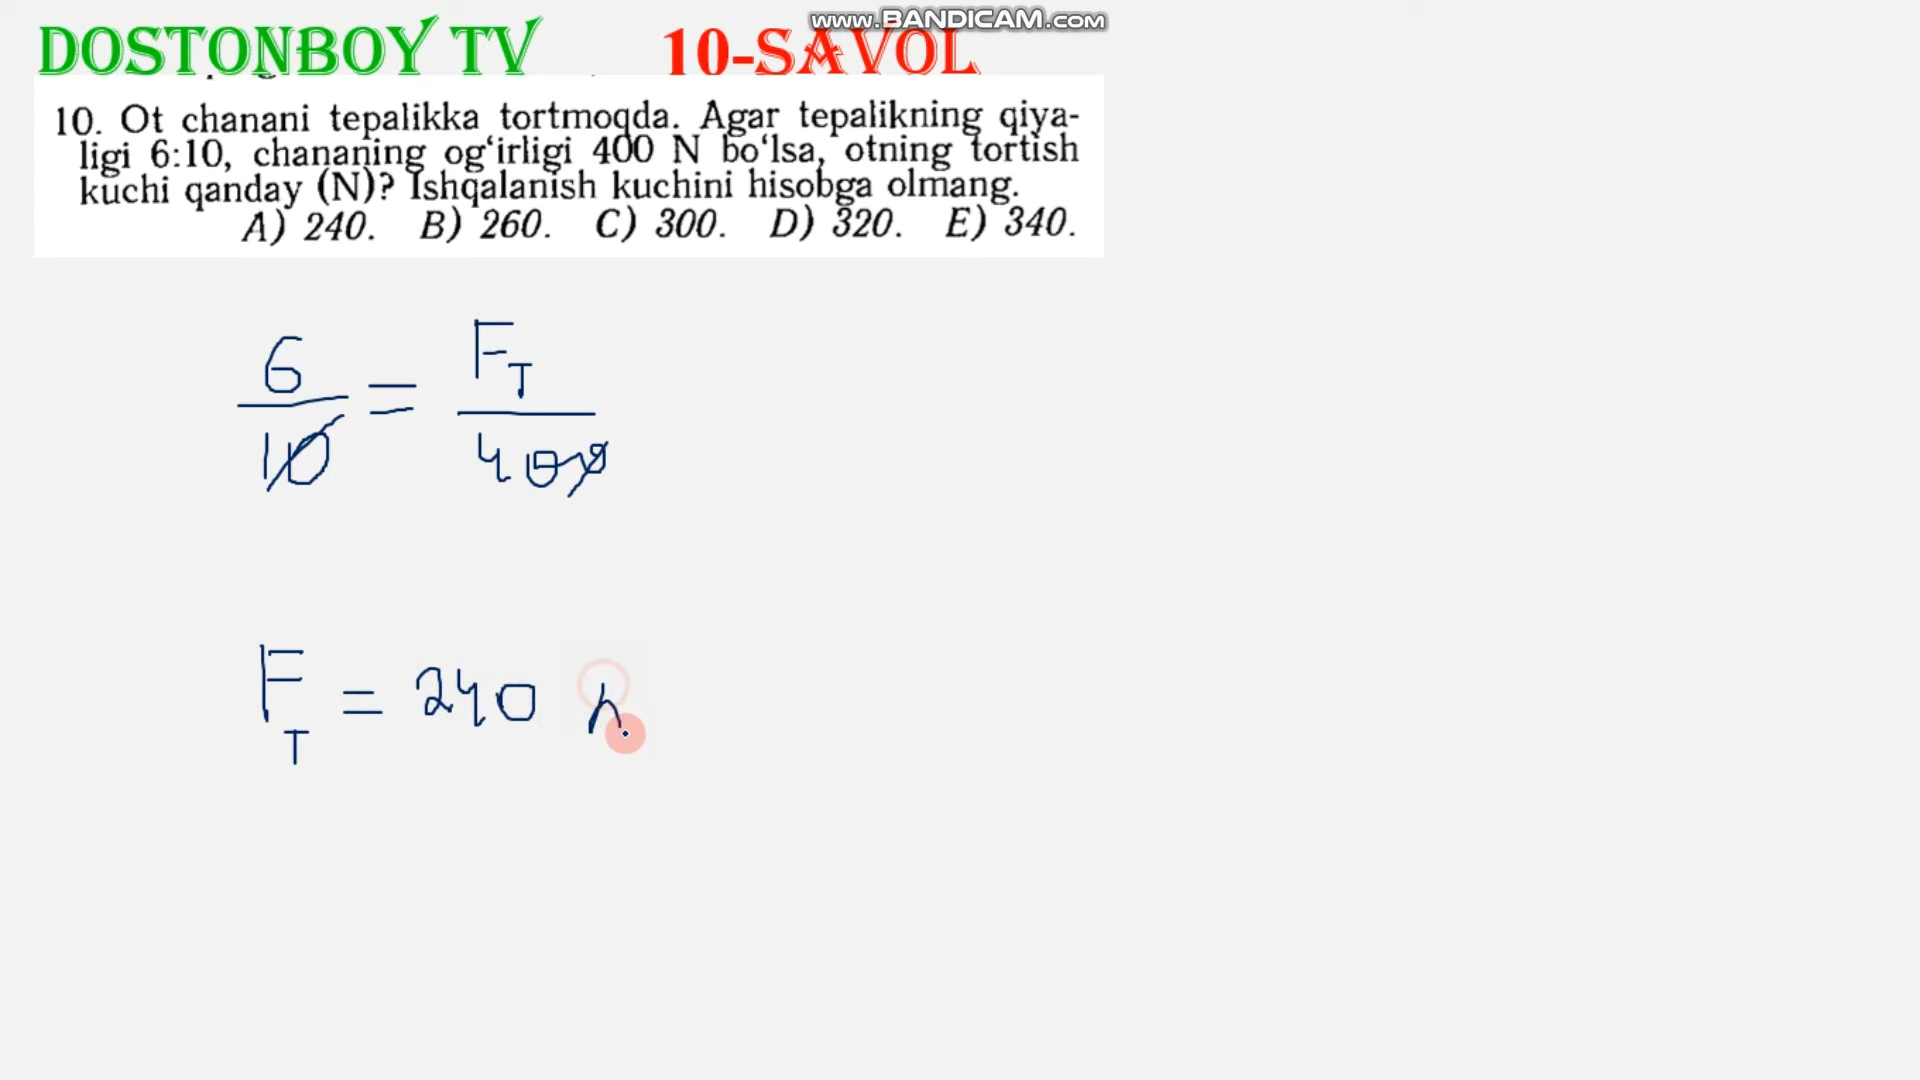 www.BANDICAM.com
DOSTONBOY TV 10-SAVOL
10. Ot chanani tepalikka tortmoqda. Agar tepalikning qiya-
ligi 6:10, chananing og‘irligi 400 N bo‘lsa, otning tortish
kuchi qanday (N)? Ishqalanish kuchini hisobga olmang.
A) 240. B) 260. C) 300. D) 320. E) 340.
6/10 = F_T/400
F_T = 240